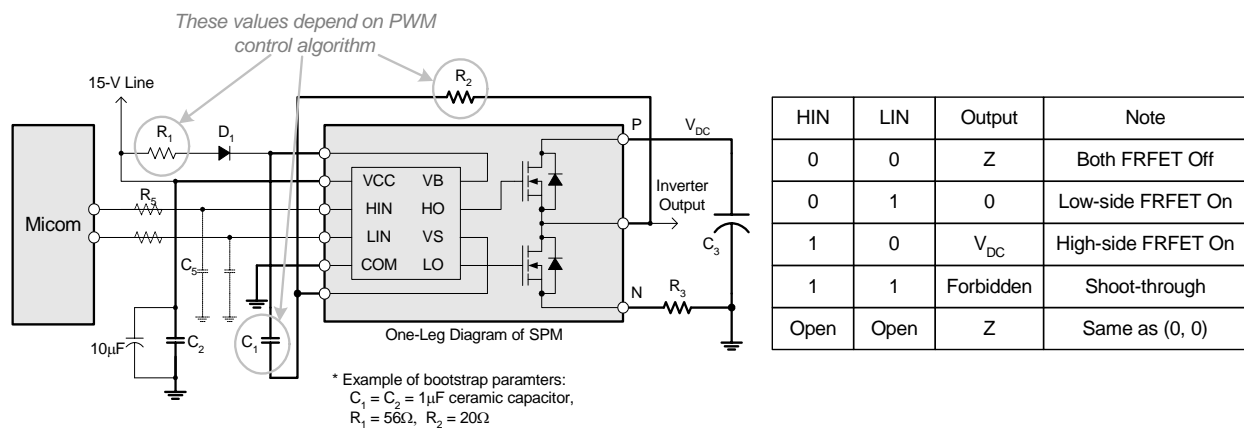 These values depend on PWM
control algorithm
15-V Line
R2
R1
D1
P
VDC
Micom
R5
VCC VB
HIN HO
LIN VS
COM LO
Inverter
Output
C3
C5
N
R3
10μF
C2
C1
One-Leg Diagram of SPM
* Example of bootstrap paramters:
C1 = C2 = 1μF ceramic capacitor,
R1 = 56Ω, R2 = 20Ω
HIN LIN Output Note
0 0 Z Both FRFET Off
0 1 0 Low-side FRFET On
1 0 VDC High-side FRFET On
1 1 Forbidden Shoot-through
Open Open Z Same as (0, 0)